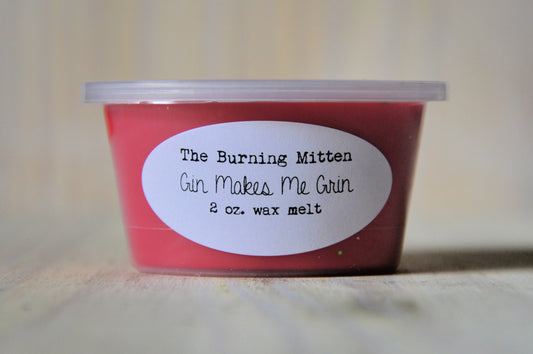 The Burning Mitten
Gin Makes Me Grin
2 oz. wax melt